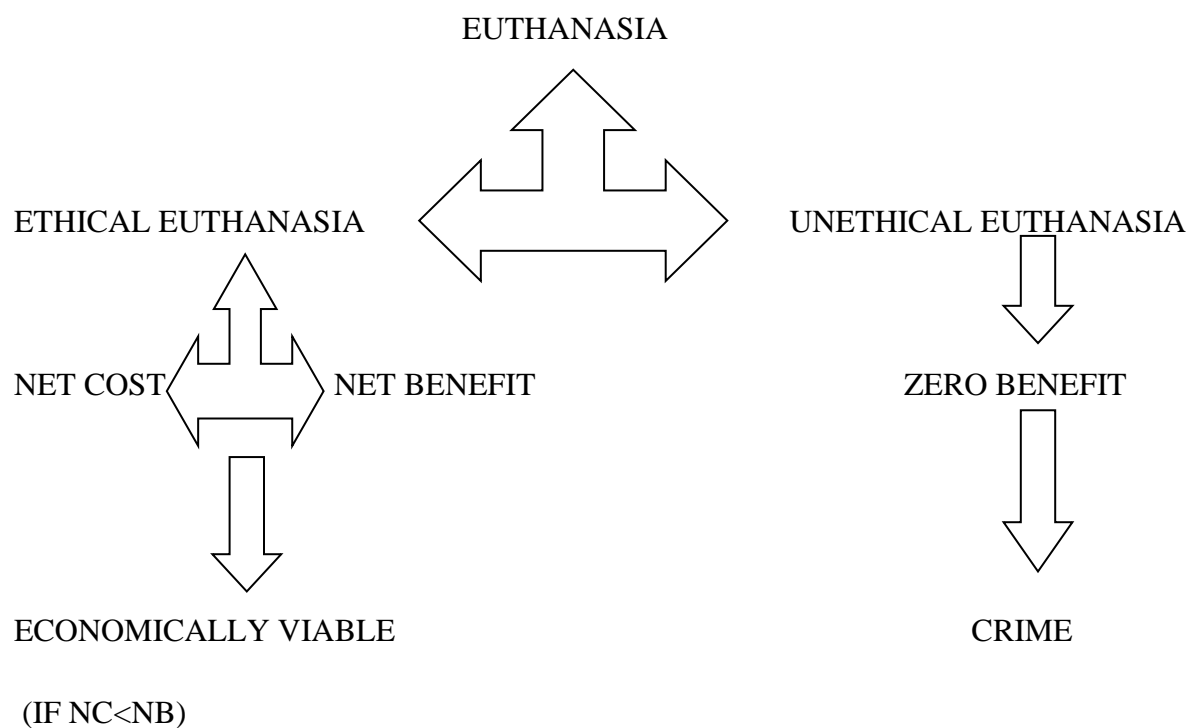 EUTHANASIA
ETHICAL EUTHANASIA
UNETHICAL EUTHANASIA
NET COST
NET BENEFIT
ZERO BENEFIT
ECONOMICALLY VIABLE
CRIME
(IF NC<NB)